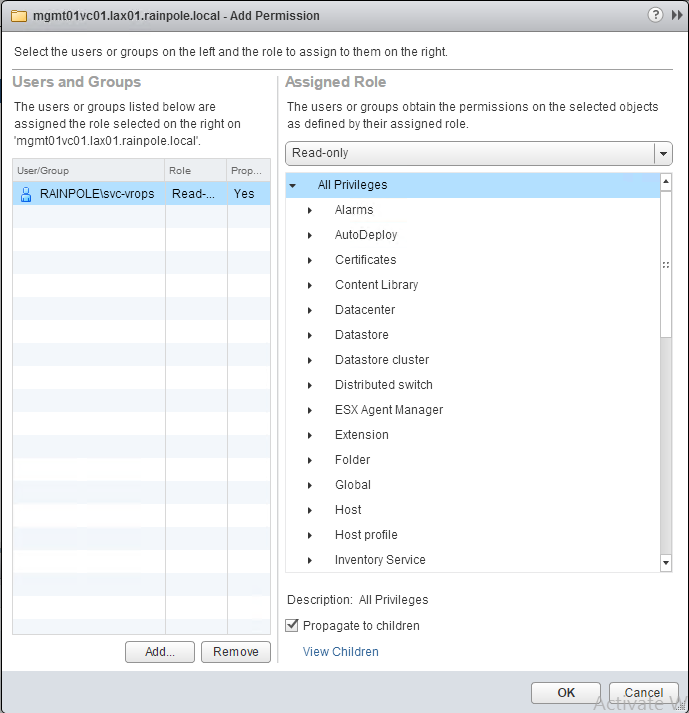 mgmt01vc01.lax01.rainpole.local - Add Permission
?
Select the users or groups on the left and the role to assign to them on the right.
Users and Groups
The users or groups listed below are
assigned the role selected on the right on
'mgmt01vc01.lax01.rainpole.local'.
User/Group Role Prop...
RAINPOLE\svc-vrops Read-... Yes
Add... Remove
Assigned Role
The users or groups obtain the permissions on the selected objects
as defined by their assigned role.
Read-only
All Privileges
Alarms
AutoDeploy
Certificates
Content Library
Datacenter
Datastore
Datastore cluster
Distributed switch
ESX Agent Manager
Extension
Folder
Global
Host
Host profile
Inventory Service
Description: All Privileges
Propagate to children
View Children
OK Cancel
Activate W